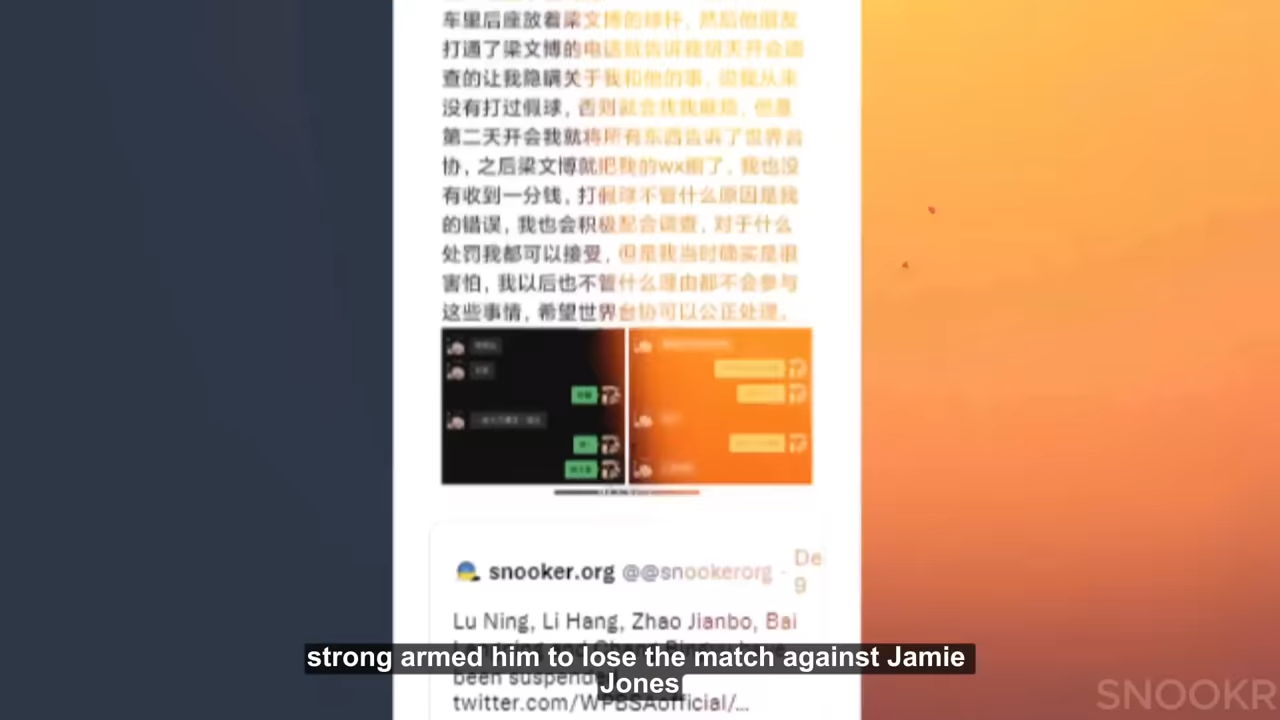 车里后座放着梁文博的球杆，然后他朋友
打通了梁文博的电话就告诉我明天开会调
查的让我隐瞒关于我和他的事，说我从来
没有打过假球，否则就会找我麻烦，但是
第二天开会我就将所有东西告诉了世界台
协，之后梁文博就把我的wx删了，我也没
有收到一分钱，打假球不管什么原因是我
的错误，我也会积极配合调查，对于什么
处罚我都可以接受，但是我当时确实是很
害怕，我以后也不管什么理由都不会参与
这些事情，希望世界台协可以公正处理。
snooker.org @@snookerorg · De
9
Lu Ning, Li Hang, Zhao Jianbo, Bai
been suspende
twitter.com/WPBSAofficial/…
strong armed him to lose the match against Jamie
Jones
SNOOKR